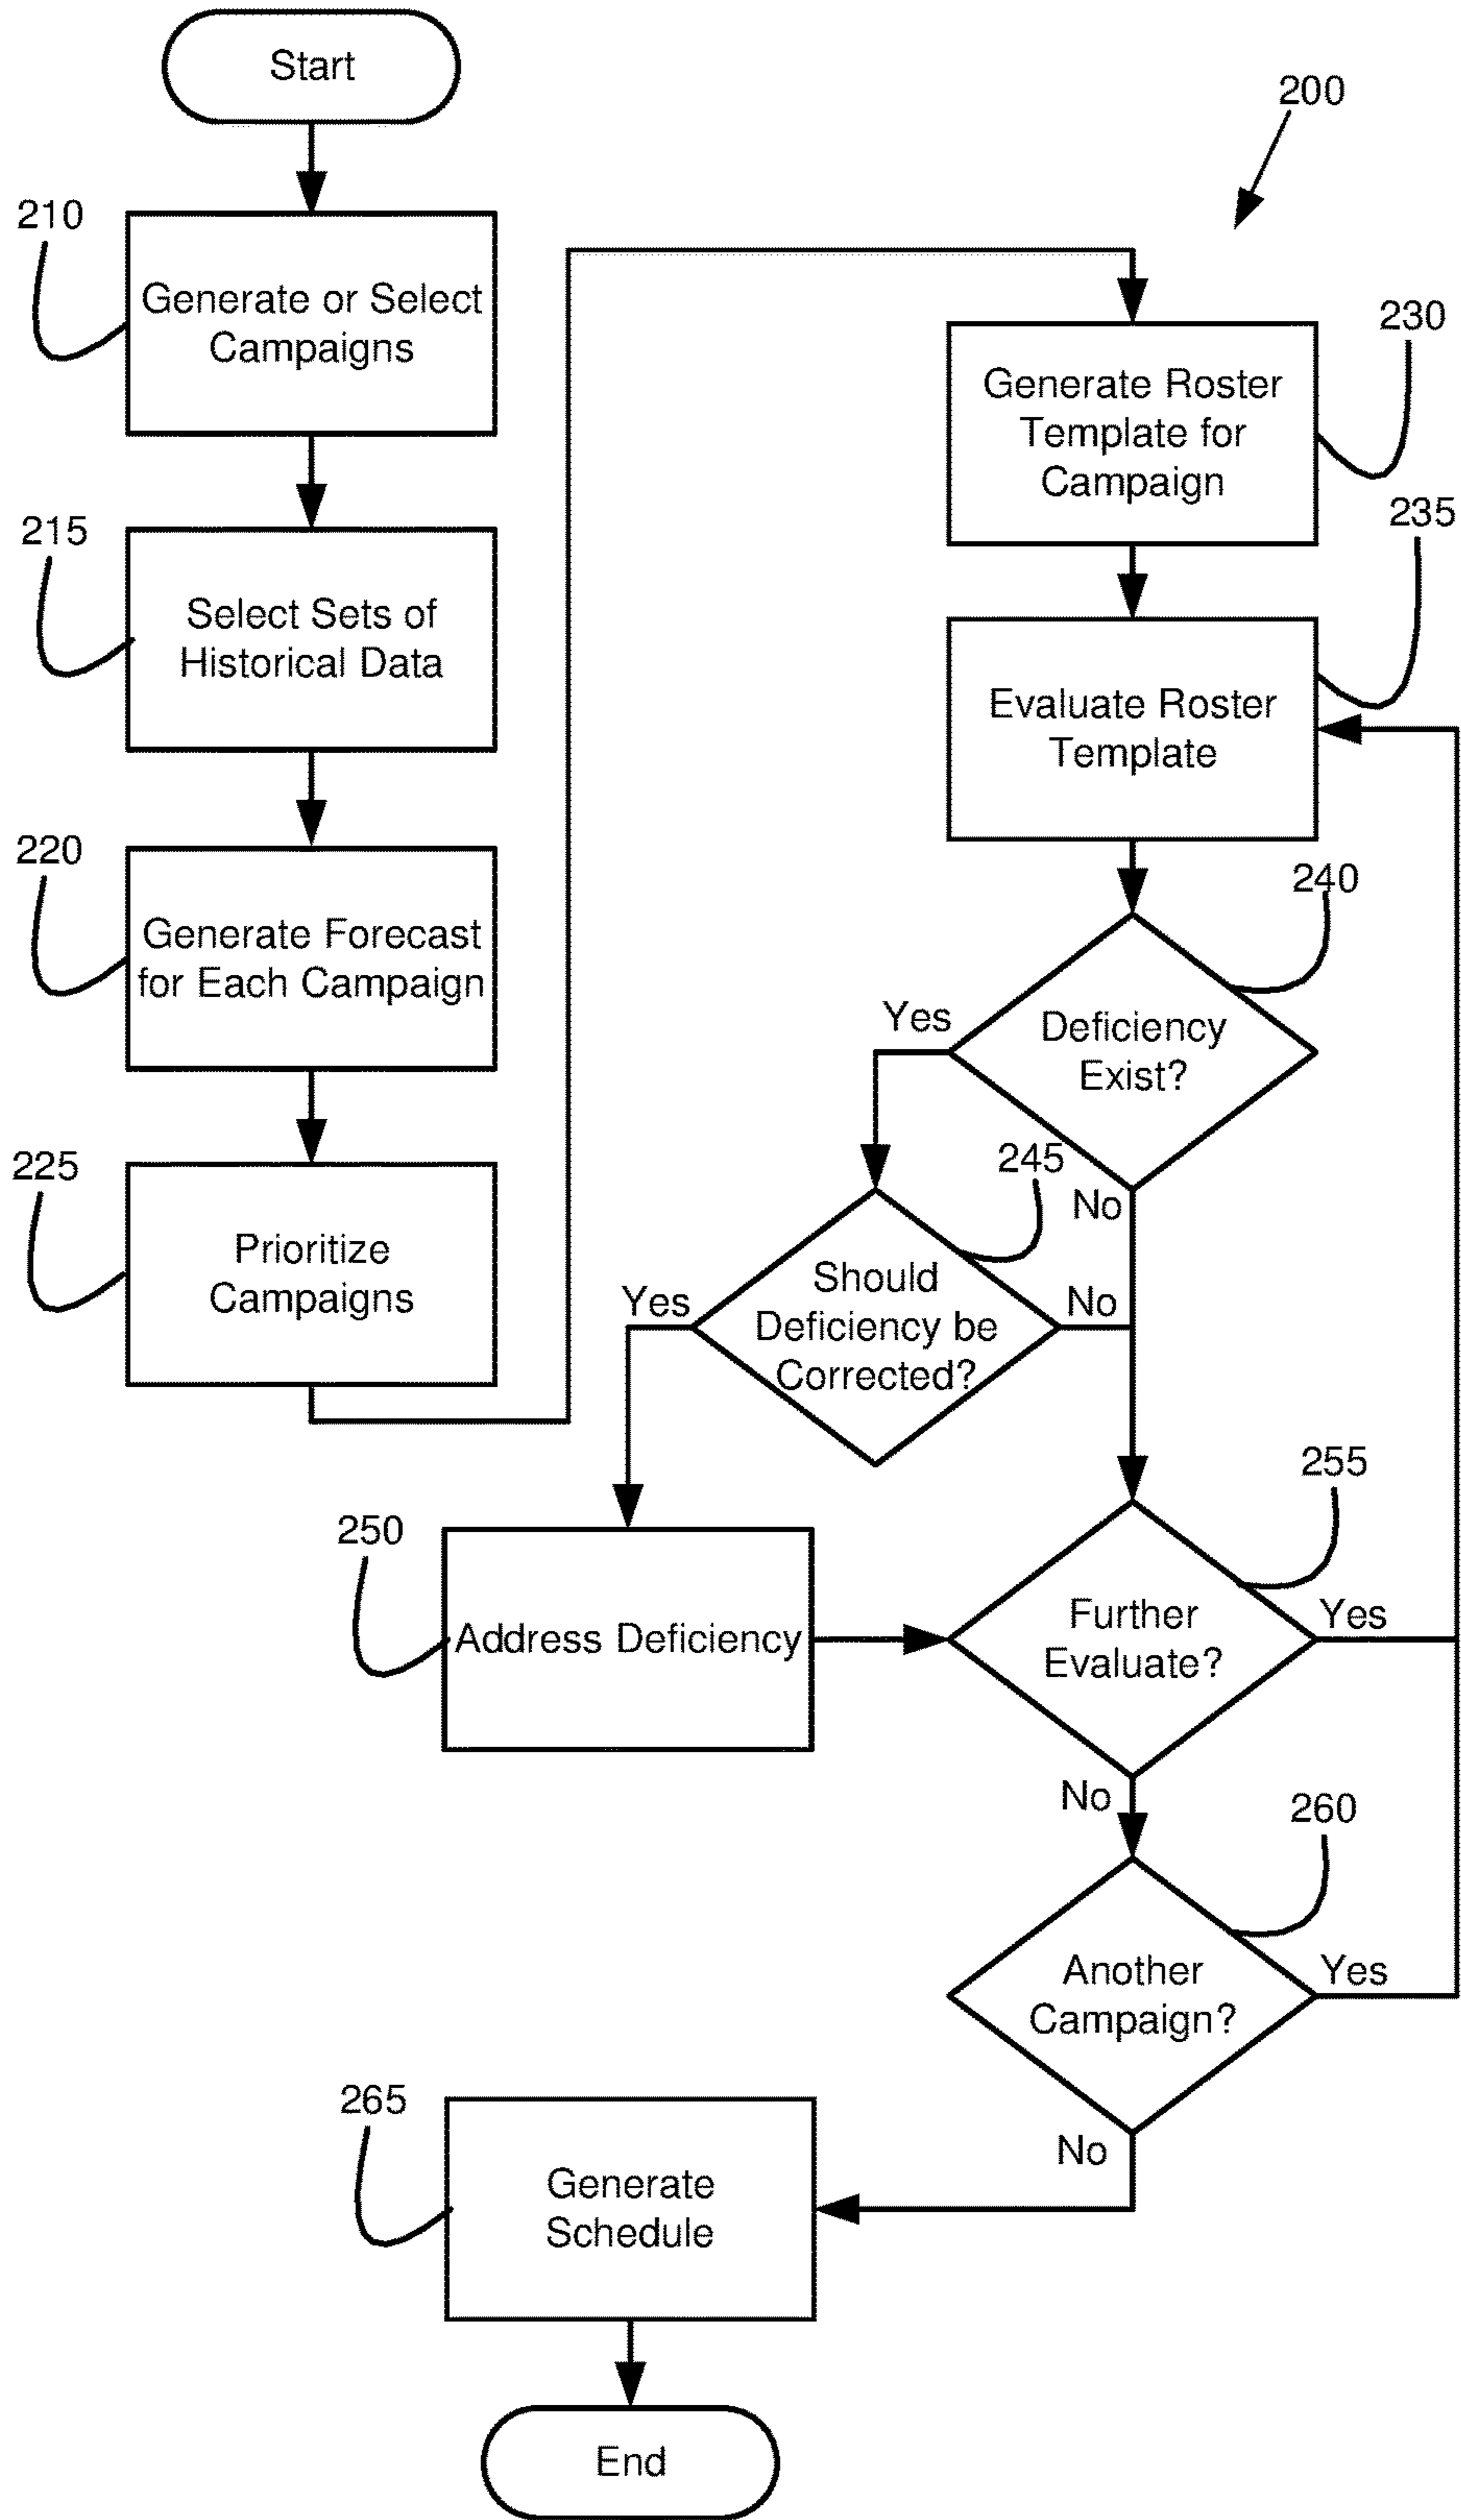 Start
200
210
Generate or Select
Campaigns
215
Select Sets of
Historical Data
220
Generate Forecast
for Each Campaign
225
Prioritize
Campaigns
230
Generate Roster
Template for
Campaign
235
Evaluate Roster
Template
240
Deficiency
Exist?
Yes
No
245
Should
Deficiency be
Corrected?
Yes
No
250
Address Deficiency
255
Further
Evaluate?
Yes
No
260
Another
Campaign?
Yes
No
265
Generate
Schedule
End